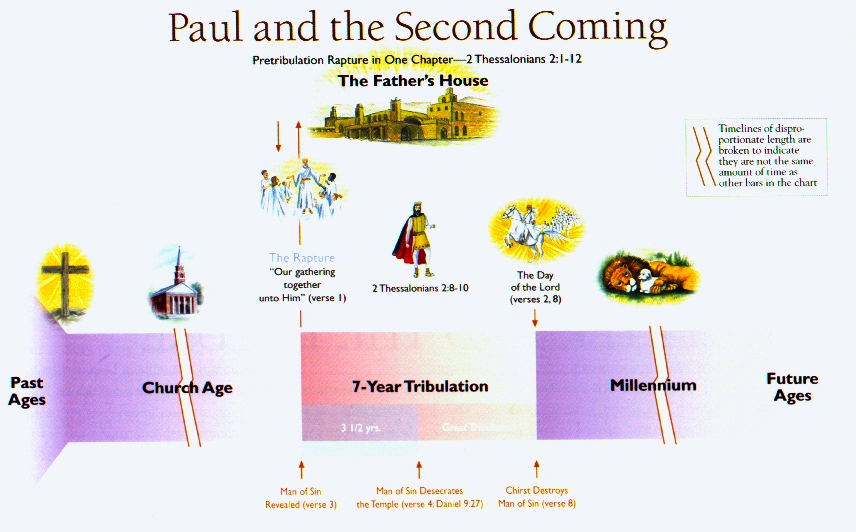 Paul and the Second Coming
Pretribulation Rapture in One Chapter—2 Thessalonians 2:1-12
The Father's House
Timelines of dispro-
portionate length are
broken to indicate
they are not the same
amount of time as
other bars in the chart
The Rapture
"Our gathering
together
unto Him" (verse 1)
2 Thessalonians 2:8-10
The Day
of the Lord
(verses 2, 8)
Past
Ages
Church Age
7-Year Tribulation
Millennium
Future
Ages
3 1/2 yrs.
Great Tribulation
Man of Sin
Revealed (verse 3)
Man of Sin Desecrates
the Temple (verse 4; Daniel 9:27)
Chirst Destroys
Man of Sin (verse 8)